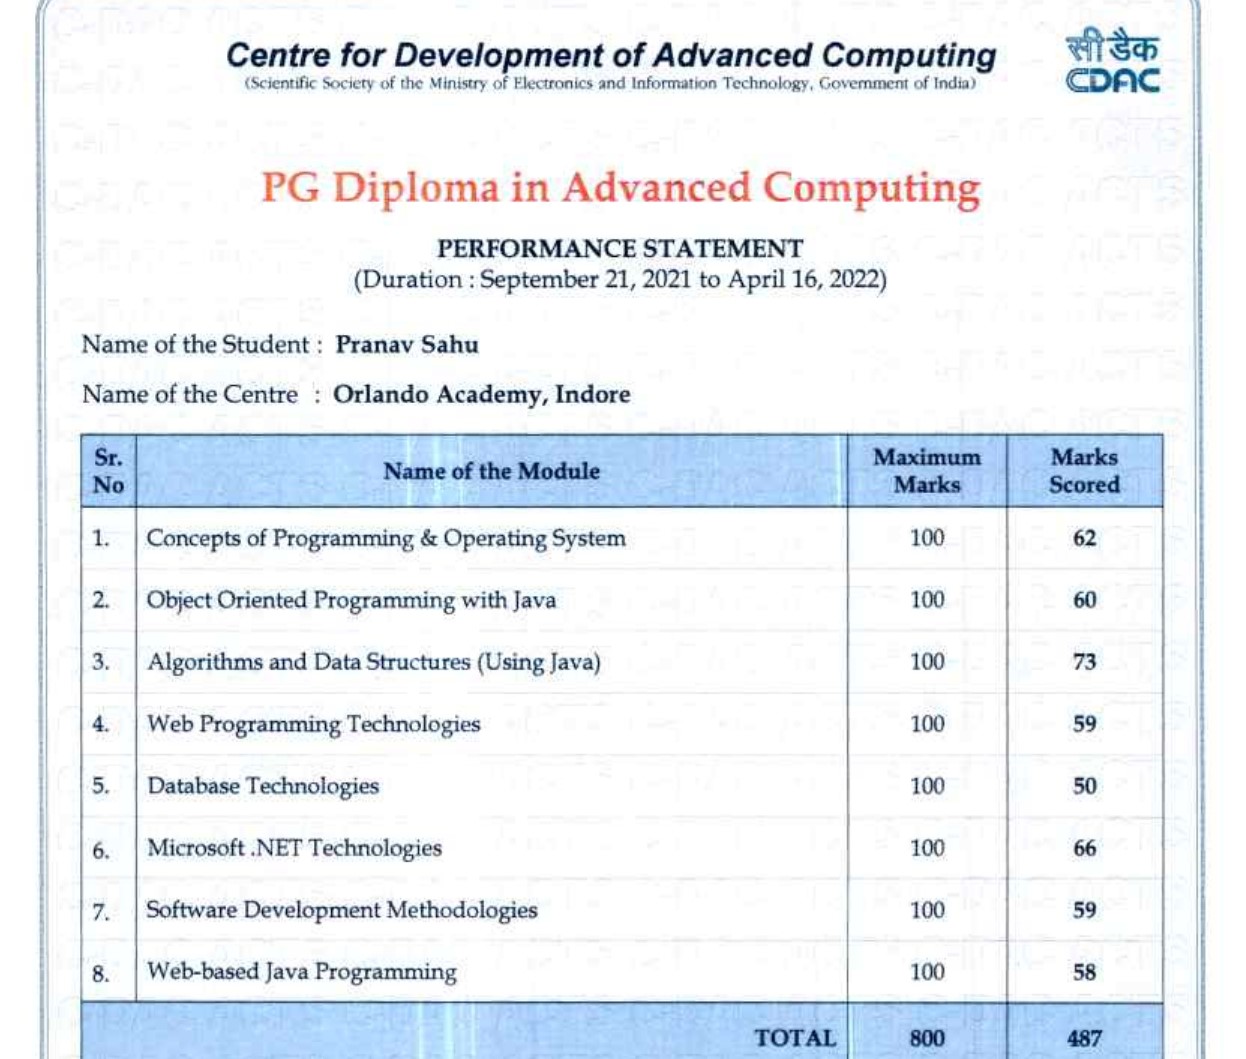 Centre for Development of Advanced Computing
(Scientific Society of the Ministry of Electronics and Information Technology, Government of India)
सी डैक
CDAC
PG Diploma in Advanced Computing
PERFORMANCE STATEMENT
(Duration : September 21, 2021 to April 16, 2022)
Name of the Student : Pranav Sahu
Name of the Centre : Orlando Academy, Indore
Sr. No Name of the Module Maximum Marks Marks Scored
1. Concepts of Programming & Operating System 100 62
2. Object Oriented Programming with Java 100 60
3. Algorithms and Data Structures (Using Java) 100 73
4. Web Programming Technologies 100 59
5. Database Technologies 100 50
6. Microsoft .NET Technologies 100 66
7. Software Development Methodologies 100 59
8. Web-based Java Programming 100 58
TOTAL 800 487